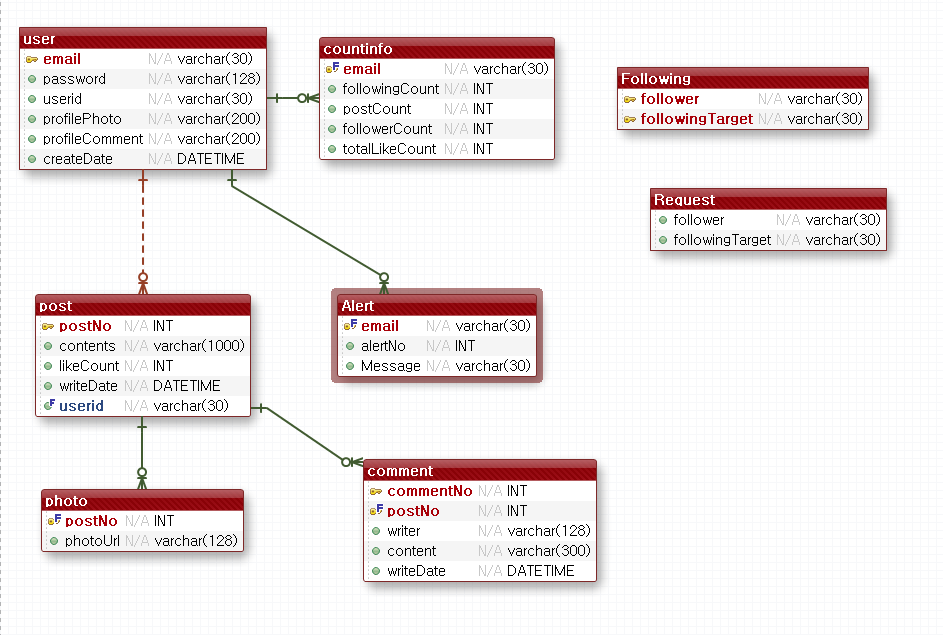 user
email N/A varchar(30)
password N/A varchar(128)
userid N/A varchar(30)
profilePhoto N/A varchar(200)
profileComment N/A varchar(200)
createDate N/A DATETIME
countinfo
email N/A varchar(30)
followingCount N/A INT
postCount N/A INT
followerCount N/A INT
totalLikeCount N/A INT
Following
follower N/A varchar(30)
followingTarget N/A varchar(30)
Request
follower N/A varchar(30)
followingTarget N/A varchar(30)
post
postNo N/A INT
contents N/A varchar(1000)
likeCount N/A INT
writeDate N/A DATETIME
userid N/A varchar(30)
Alert
email N/A varchar(30)
alertNo N/A INT
Message N/A varchar(30)
photo
postNo N/A INT
photoUrl N/A varchar(128)
comment
commentNo N/A INT
postNo N/A INT
writer N/A varchar(128)
content N/A varchar(300)
writeDate N/A DATETIME